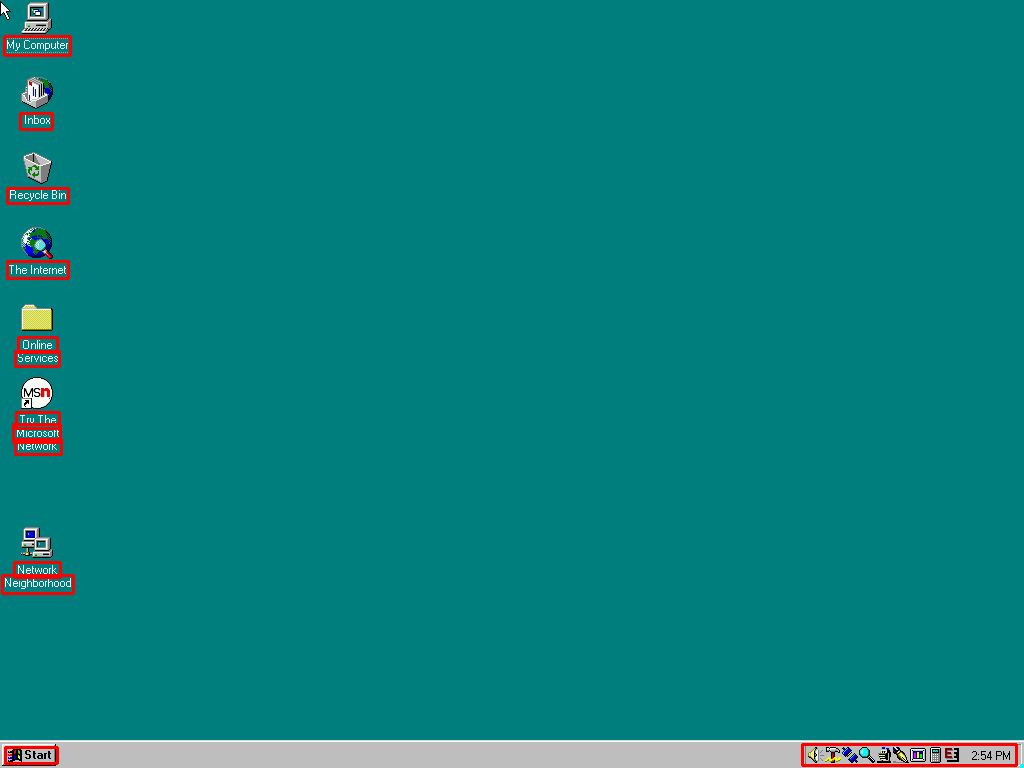 My Computer
Inbox
Recycle Bin
The Internet
Online
Services
MSn
Try The
Microsoft
Network
Network
Neighborhood
Start
2:54 PM